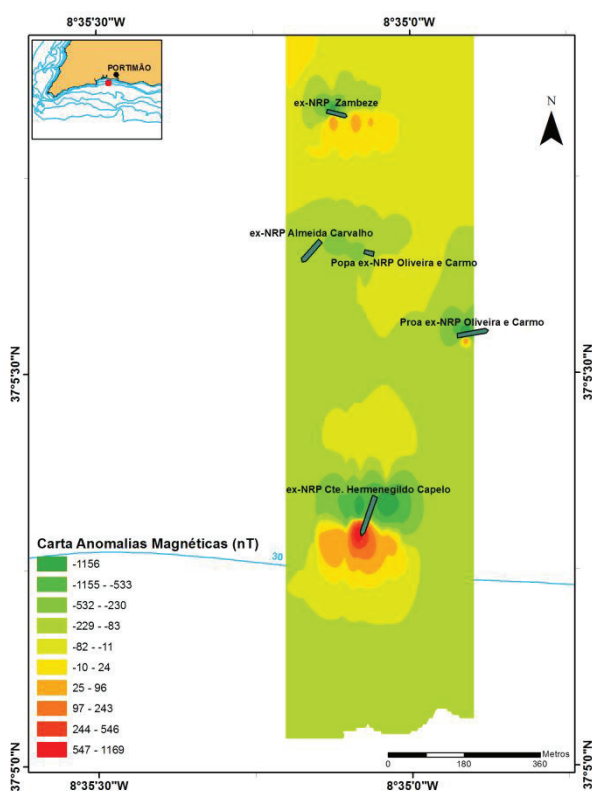 8°35'30"W
8°35'0"W
PORTIMÃO
ex-NRP Zambeze
N
ex-NRP Almeida Carvalho
Popa ex-NRP Oliveira e Carmo
Proa ex-NRP Oliveira e Carmo
37°5'30"N
37°5'30"N
ex-NRP Cte. Hermenegildo Capelo
Carta Anomalias Magnéticas (nT)
30
-1156
-1155 - -533
-532 - -230
-229 - -83
-82 - -11
-10 - 24
25 - 96
97 - 243
244 - 546
547 - 1169
Metros
0 180 360
37°5'0"N
37°5'0"N
8°35'30"W
8°35'0"W